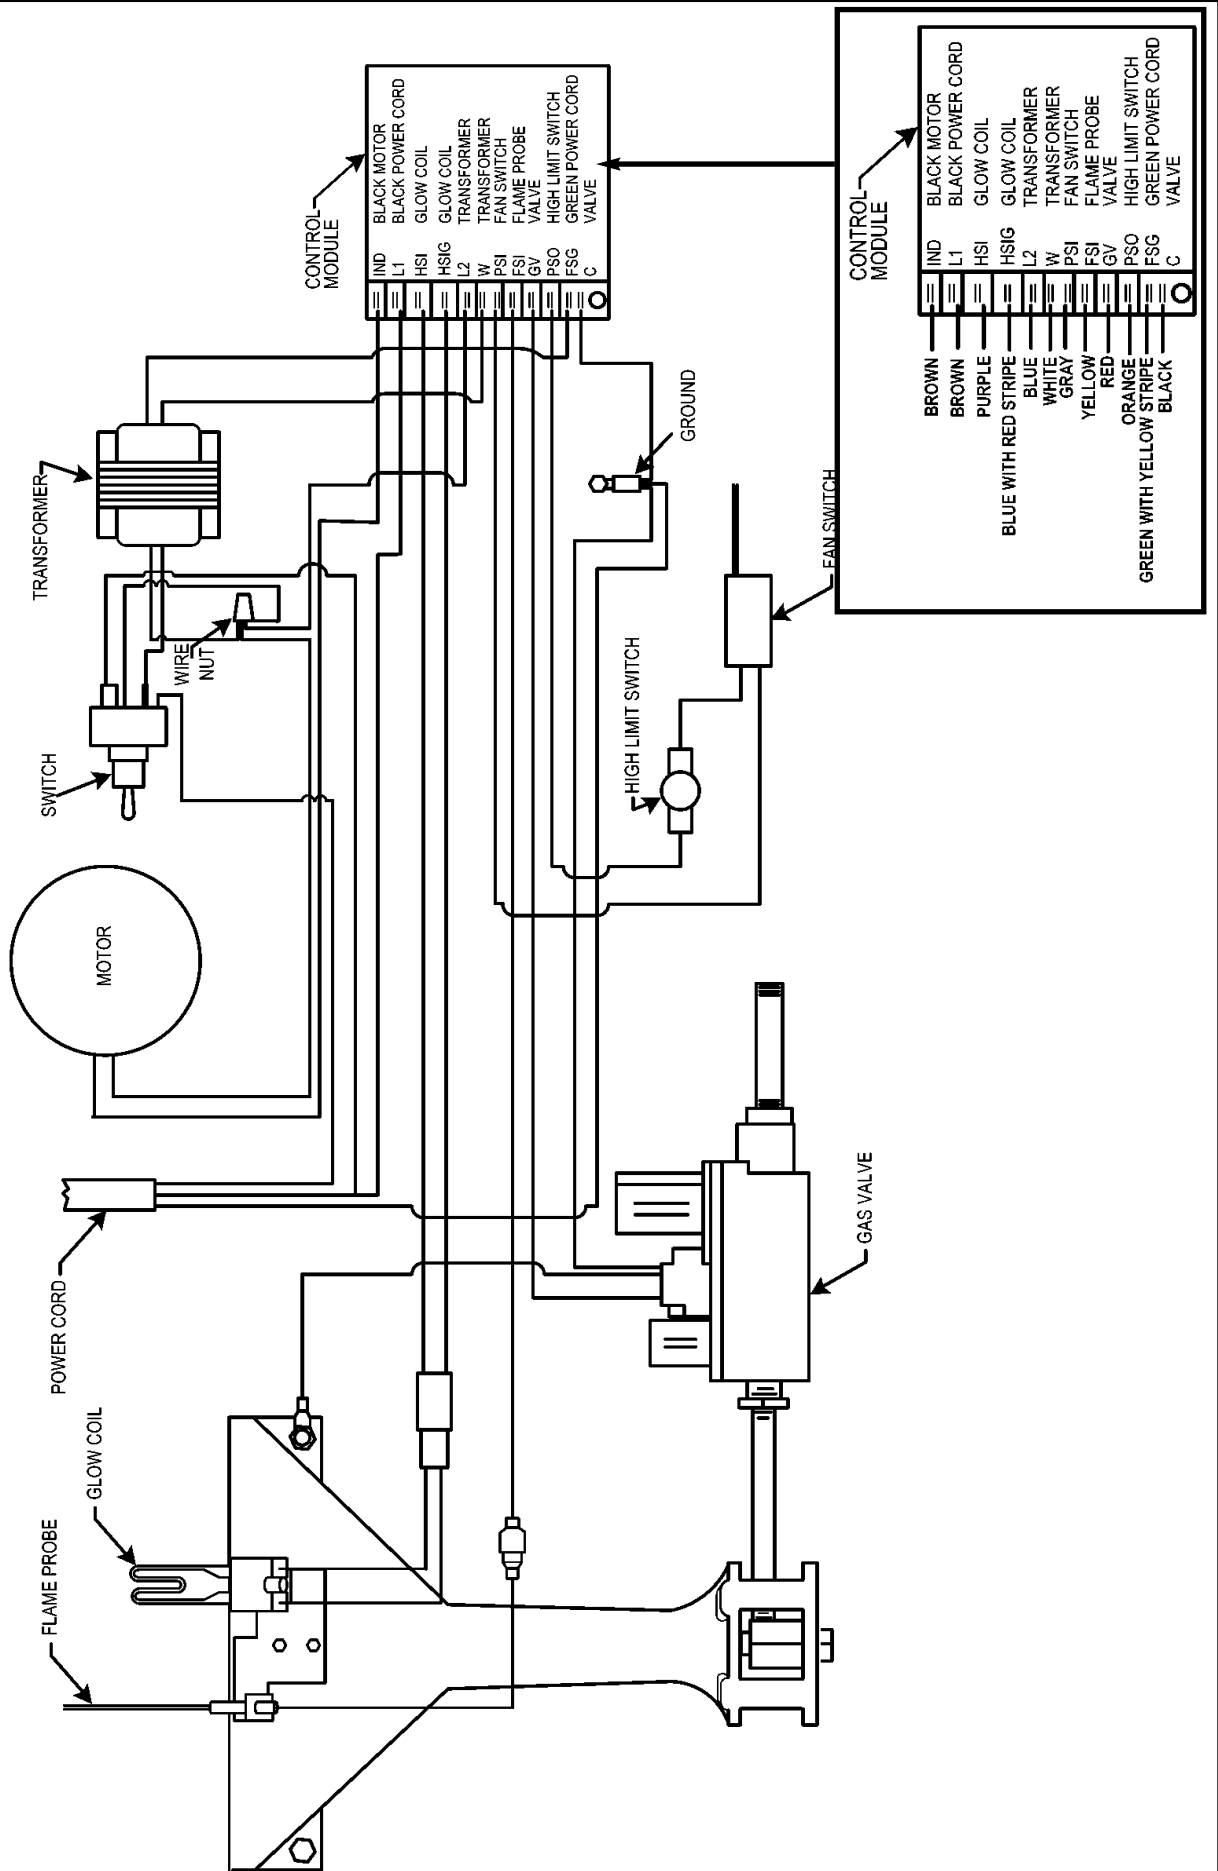 FLAME PROBE
GLOW COIL
POWER CORD
MOTOR
SWITCH
WIRE
NUT
TRANSFORMER
CONTROL
MODULE
IND BLACK MOTOR
L1 BLACK POWER CORD
HSI GLOW COIL
HSIG GLOW COIL
L2 TRANSFORMER
W TRANSFORMER
PSI FAN SWITCH
FSI FLAME PROBE
GV VALVE
PSO HIGH LIMIT SWITCH
FSG GREEN POWER CORD
C VALVE
GROUND
HIGH LIMIT SWITCH
FAN SWITCH
GAS VALVE
CONTROL
MODULE
BROWN IND BLACK MOTOR
BROWN L1 BLACK POWER CORD
PURPLE HSI GLOW COIL
BLUE WITH RED STRIPE HSIG GLOW COIL
BLUE L2 TRANSFORMER
WHITE W TRANSFORMER
GRAY PSI FAN SWITCH
YELLOW FSI FLAME PROBE
RED GV VALVE
ORANGE PSO HIGH LIMIT SWITCH
GREEN WITH YELLOW STRIPE FSG GREEN POWER CORD
BLACK C VALVE